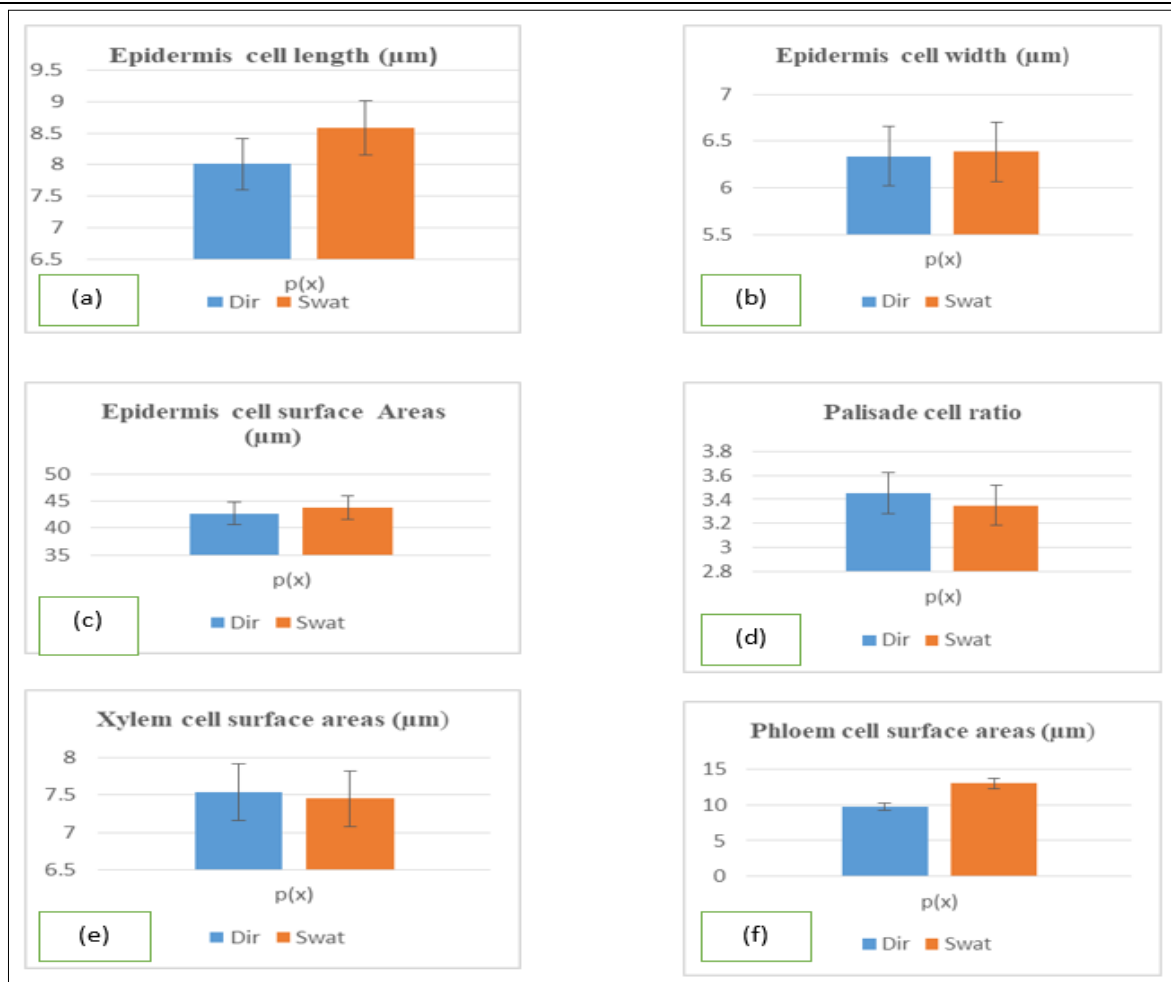 Epidermis cell length (µm)
9.5
9
8.5
8
7.5
7
6.5
p(x)
Dir Swat
(a)
Epidermis cell width (µm)
7
6.5
6
5.5
p(x)
Dir Swat
(b)
Epidermis cell surface Areas
(µm)
50
45
40
35
p(x)
Dir Swat
(c)
Palisade cell ratio
3.8
3.6
3.4
3.2
3
2.8
p(x)
Dir Swat
(d)
Xylem cell surface areas (µm)
8
7.5
7
6.5
p(x)
Dir Swat
(e)
Phloem cell surface areas (µm)
15
10
5
0
p(x)
Dir Swat
(f)